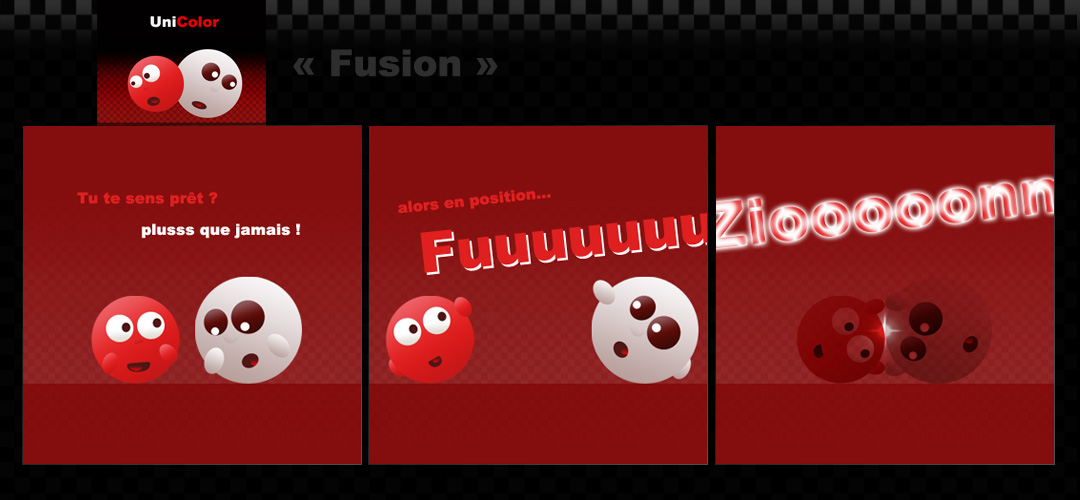 UniColor
« Fusion »
Tu te sens prêt ?
plusss que jamais !
alors en position...
Fuuuuuuu
Zioooooonn